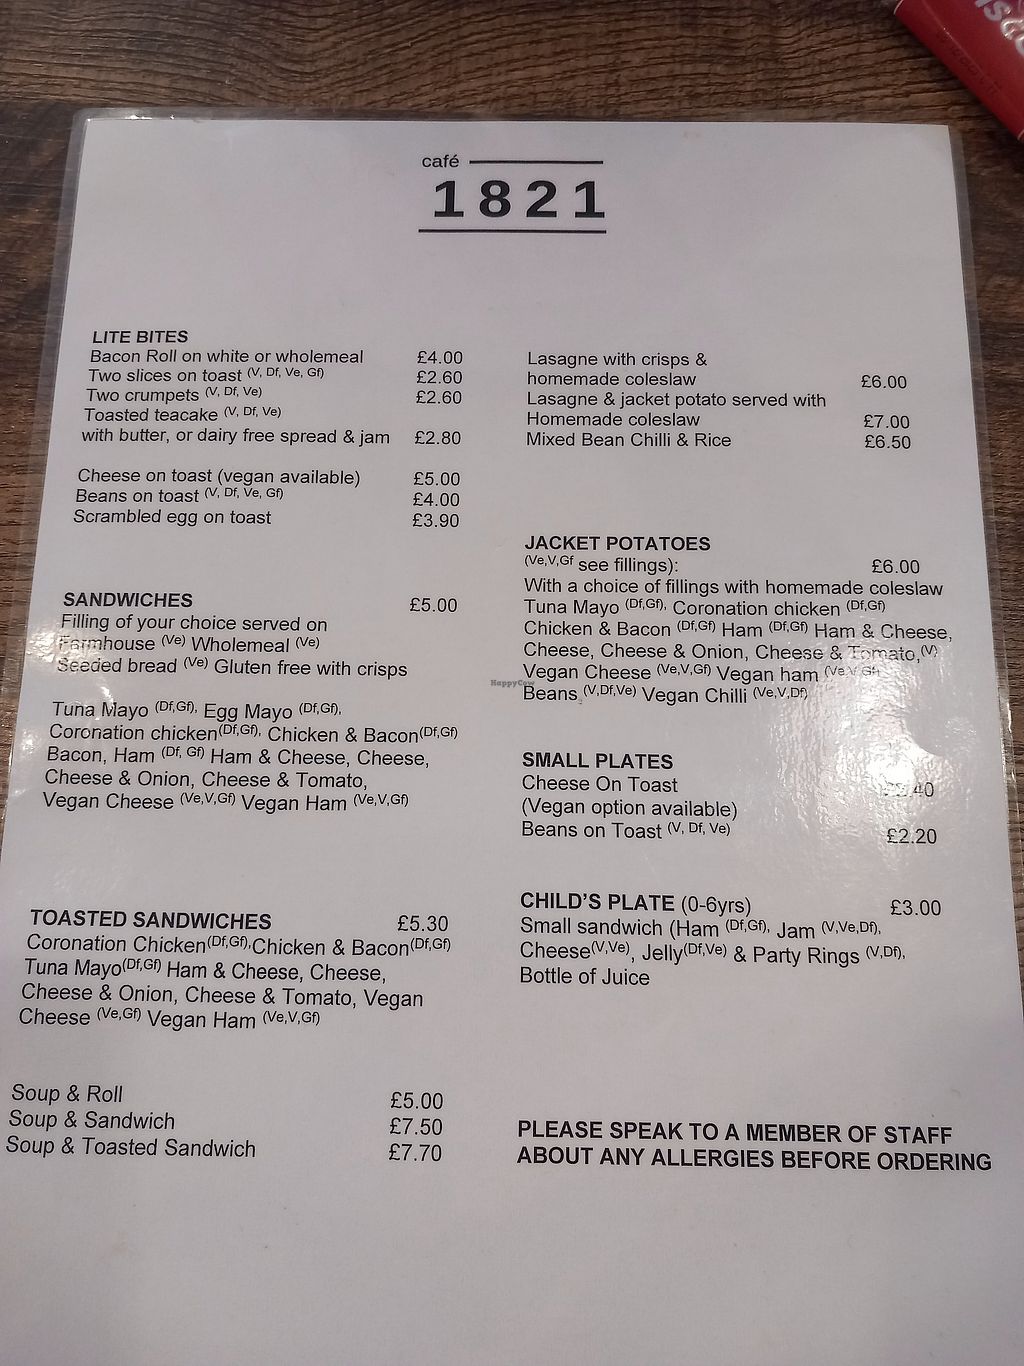 café
1821
LITE BITES
Bacon Roll on white or wholemeal £4.00
Two slices on toast (V, Df, Ve, Gf) £2.60
Two crumpets (V, Df, Ve) £2.60
Toasted teacake (V, Df, Ve)
with butter, or dairy free spread & jam £2.80
Cheese on toast (vegan available) £5.00
Beans on toast (V, Df, Ve, Gf) £4.00
Scrambled egg on toast £3.90
SANDWICHES £5.00
Filling of your choice served on
Farmhouse (Ve) Wholemeal (Ve)
Seeded bread (Ve) Gluten free with crisps
Tuna Mayo (Df,Gf), Egg Mayo (Df,Gf),
Coronation chicken(Df,Gf), Chicken & Bacon(Df,Gf)
Bacon, Ham (Df, Gf) Ham & Cheese, Cheese,
Cheese & Onion, Cheese & Tomato,
Vegan Cheese (Ve,V,Gf) Vegan Ham (Ve,V,Gf)
TOASTED SANDWICHES £5.30
Coronation Chicken(Df,Gf),Chicken & Bacon(Df,Gf)
Tuna Mayo(Df,Gf) Ham & Cheese, Cheese,
Cheese & Onion, Cheese & Tomato, Vegan
Cheese (Ve,Gf) Vegan Ham (Ve,V,Gf)
Soup & Roll £5.00
Soup & Sandwich £7.50
Soup & Toasted Sandwich £7.70
Lasagne with crisps &
homemade coleslaw £6.00
Lasagne & jacket potato served with
Homemade coleslaw £7.00
Mixed Bean Chilli & Rice £6.50
JACKET POTATOES
(Ve,V,Gf see fillings): £6.00
With a choice of fillings with homemade coleslaw
Tuna Mayo (Df,Gf), Coronation chicken (Df,Gf)
Chicken & Bacon (Df,Gf) Ham (Df,Gf) Ham & Cheese,
Cheese, Cheese & Onion, Cheese & Tomato,(V)
Vegan Cheese (Ve,V,Gf) Vegan ham (Ve,V,Gf)
Beans (V,Df,Ve) Vegan Chilli (Ve,V,Df)
HappyCow
SMALL PLATES
Cheese On Toast
(Vegan option available)
Beans on Toast (V, Df, Ve) £2.20
CHILD'S PLATE (0-6yrs) £3.00
Small sandwich (Ham (Df,Gf), Jam (V,Ve,Df),
Cheese(V,Ve), Jelly(Df,Ve) & Party Rings (V,Df),
Bottle of Juice
PLEASE SPEAK TO A MEMBER OF STAFF
ABOUT ANY ALLERGIES BEFORE ORDERING